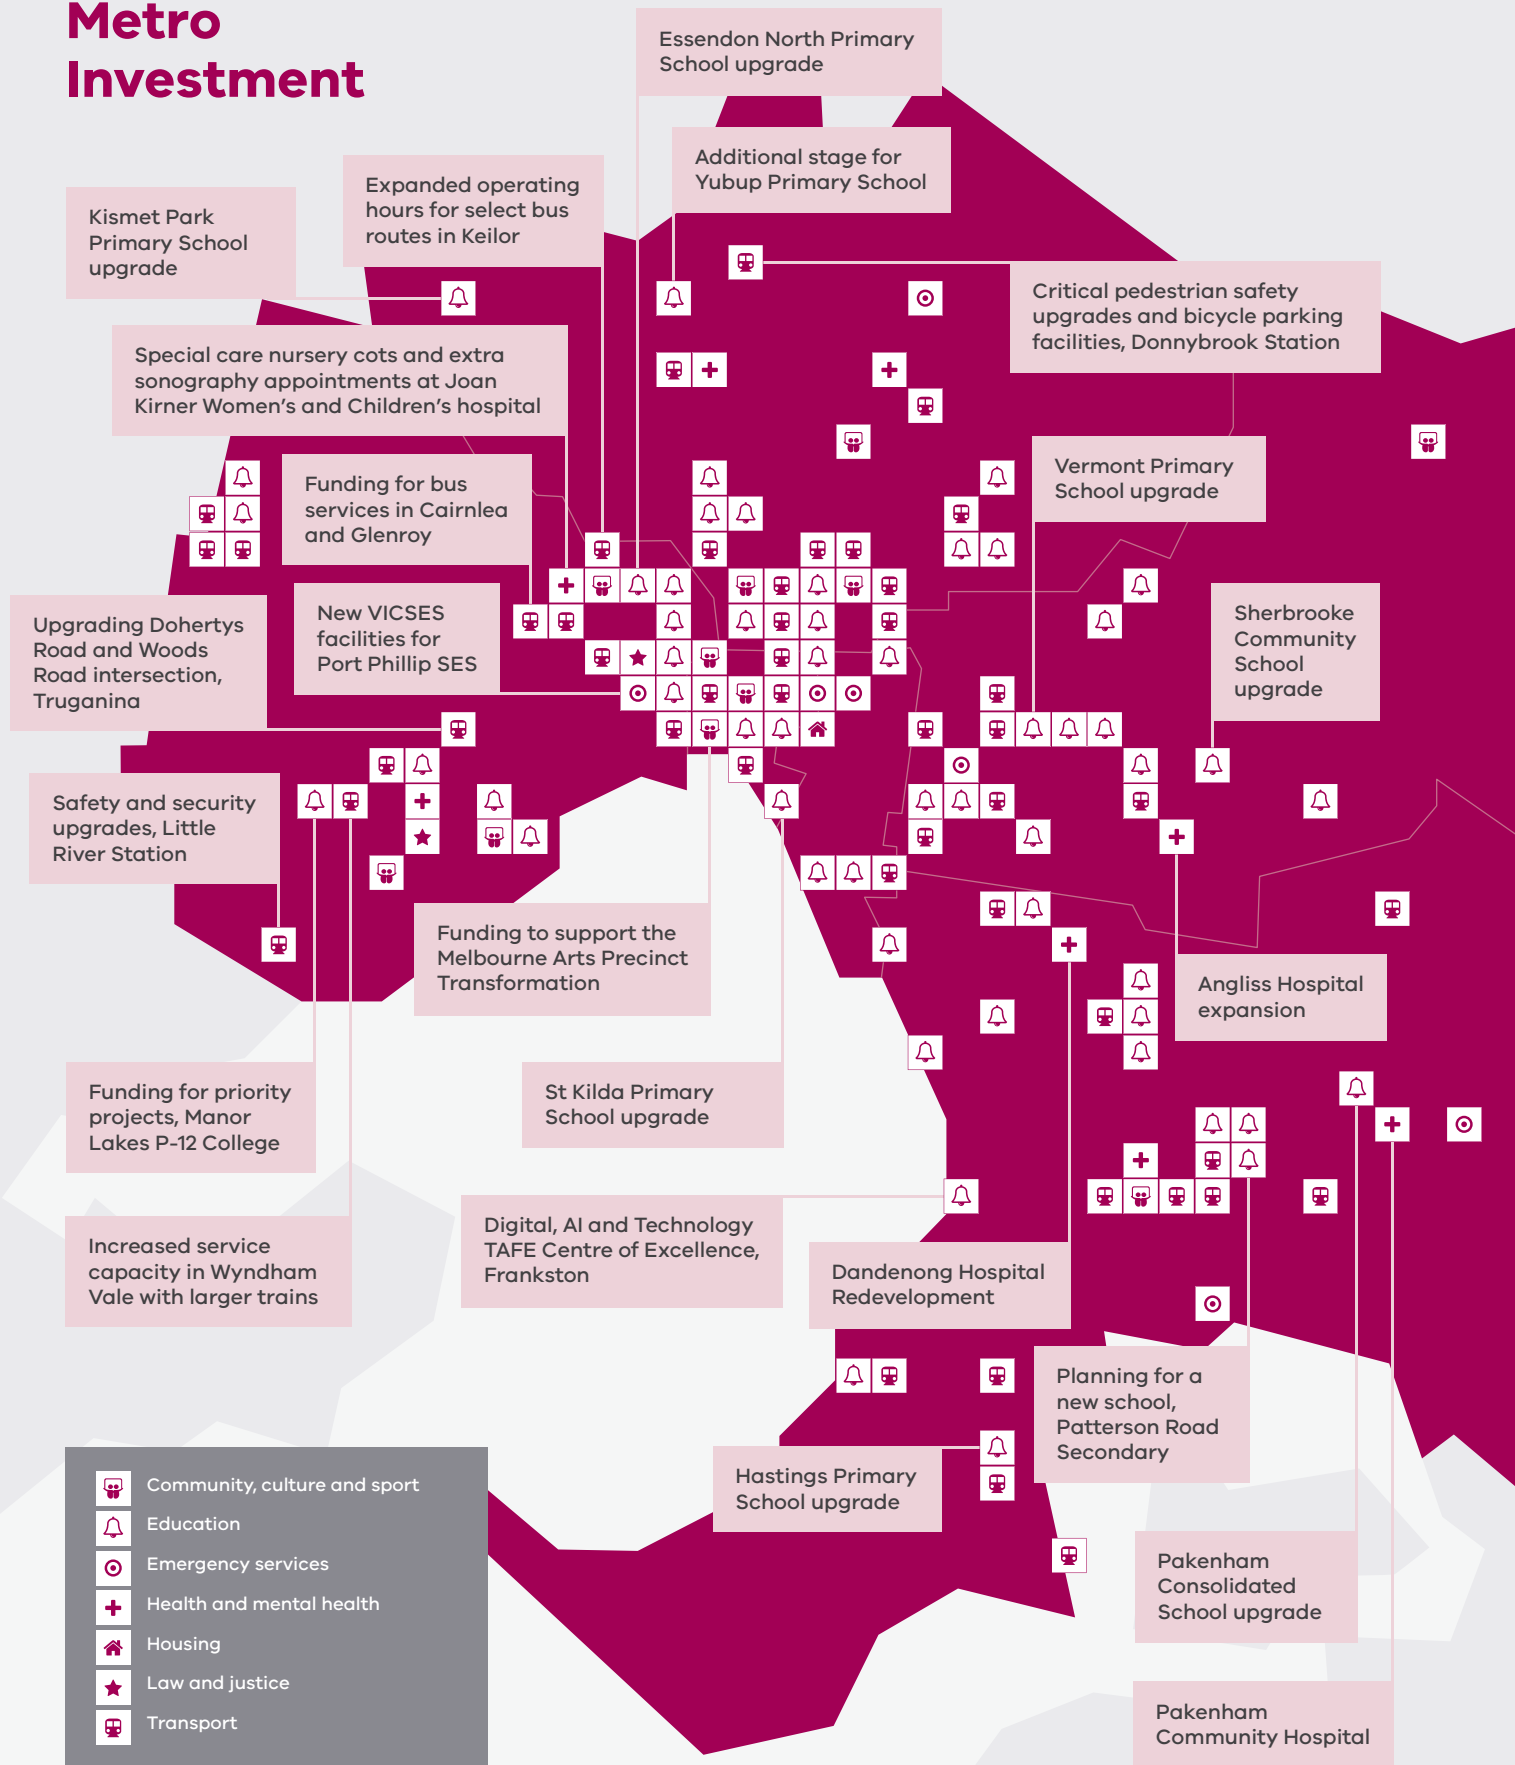 Metro
Investment
Essendon North Primary
School upgrade
Additional stage for
Yubup Primary School
Expanded operating
hours for select bus
routes in Keilor
Kismet Park
Primary School
upgrade
Critical pedestrian safety
upgrades and bicycle parking
facilities, Donnybrook Station
Special care nursery cots and extra
sonography appointments at Joan
Kirner Women's and Children's hospital
Vermont Primary
School upgrade
Funding for bus
services in Cairnlea
and Glenroy
New VICSES
facilities for
Port Phillip SES
Sherbrooke
Community
School
upgrade
Upgrading Dohertys
Road and Woods
Road intersection,
Truganina
Safety and security
upgrades, Little
River Station
Funding to support the
Melbourne Arts Precinct
Transformation
Angliss Hospital
expansion
Funding for priority
projects, Manor
Lakes P-12 College
St Kilda Primary
School upgrade
Increased service
capacity in Wyndham
Vale with larger trains
Digital, AI and Technology
TAFE Centre of Excellence,
Frankston
Dandenong Hospital
Redevelopment
Planning for a
new school,
Patterson Road
Secondary
Hastings Primary
School upgrade
Pakenham
Consolidated
School upgrade
Pakenham
Community Hospital
Community, culture and sport
Education
Emergency services
Health and mental health
Housing
Law and justice
Transport